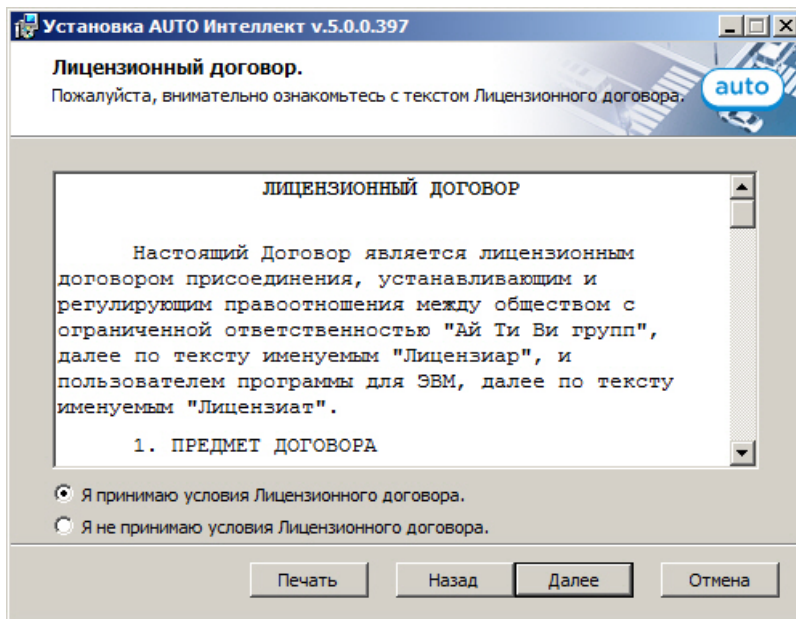 Установка AUTO Интеллект v.5.0.0.397
Лицензионный договор.
Пожалуйста, внимательно ознакомьтесь с текстом Лицензионного договора.
auto
ЛИЦЕНЗИОННЫЙ ДОГОВОР
Настоящий Договор является лицензионным
договором присоединения, устанавливающим и
регулирующим правоотношения между обществом с
ограниченной ответственностью "Ай Ти Ви групп",
далее по тексту именуемым "Лицензиар", и
пользователем программы для ЭВМ, далее по тексту
именуемым "Лицензиат".
1. ПРЕДМЕТ ДОГОВОРА
Я принимаю условия Лицензионного договора.
Я не принимаю условия Лицензионного договора.
Печать Назад Далее Отмена